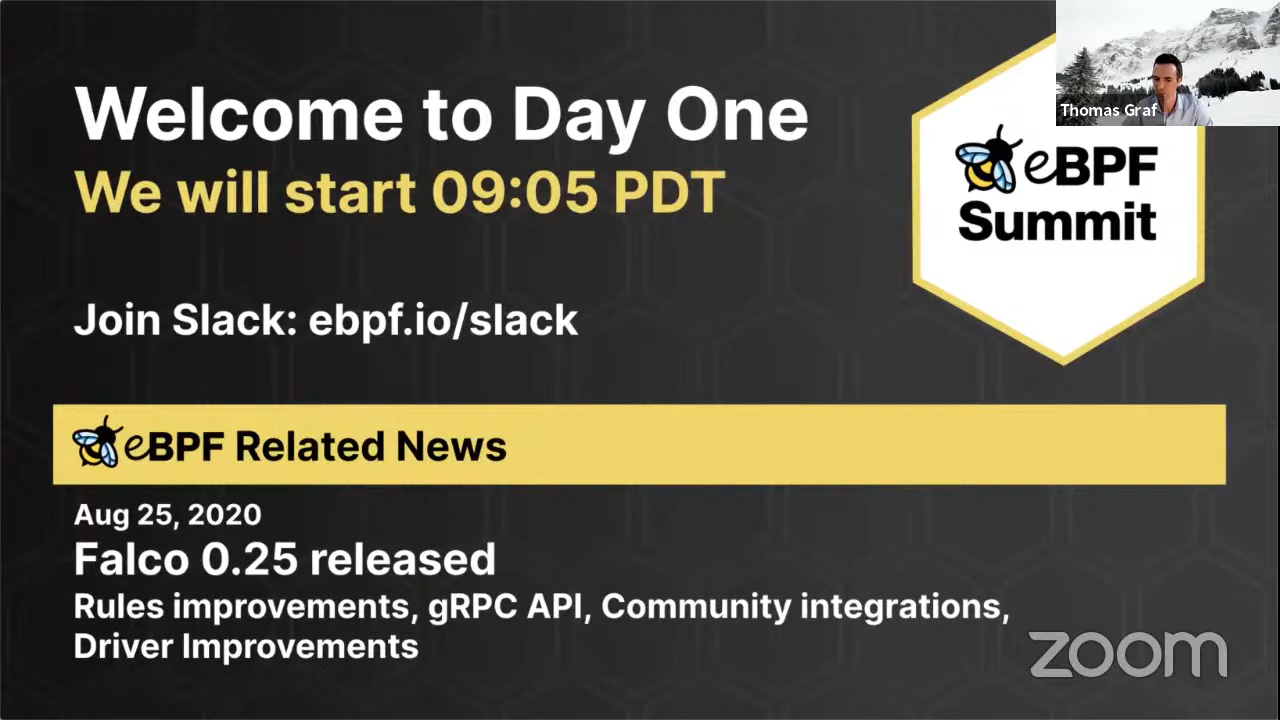 Welcome to Day One
We will start 09:05 PDT
Thomas Graf
eBPF
Summit
Join Slack: ebpf.io/slack
eBPF Related News
Aug 25, 2020
Falco 0.25 released
Rules improvements, gRPC API, Community integrations,
Driver Improvements
zoom